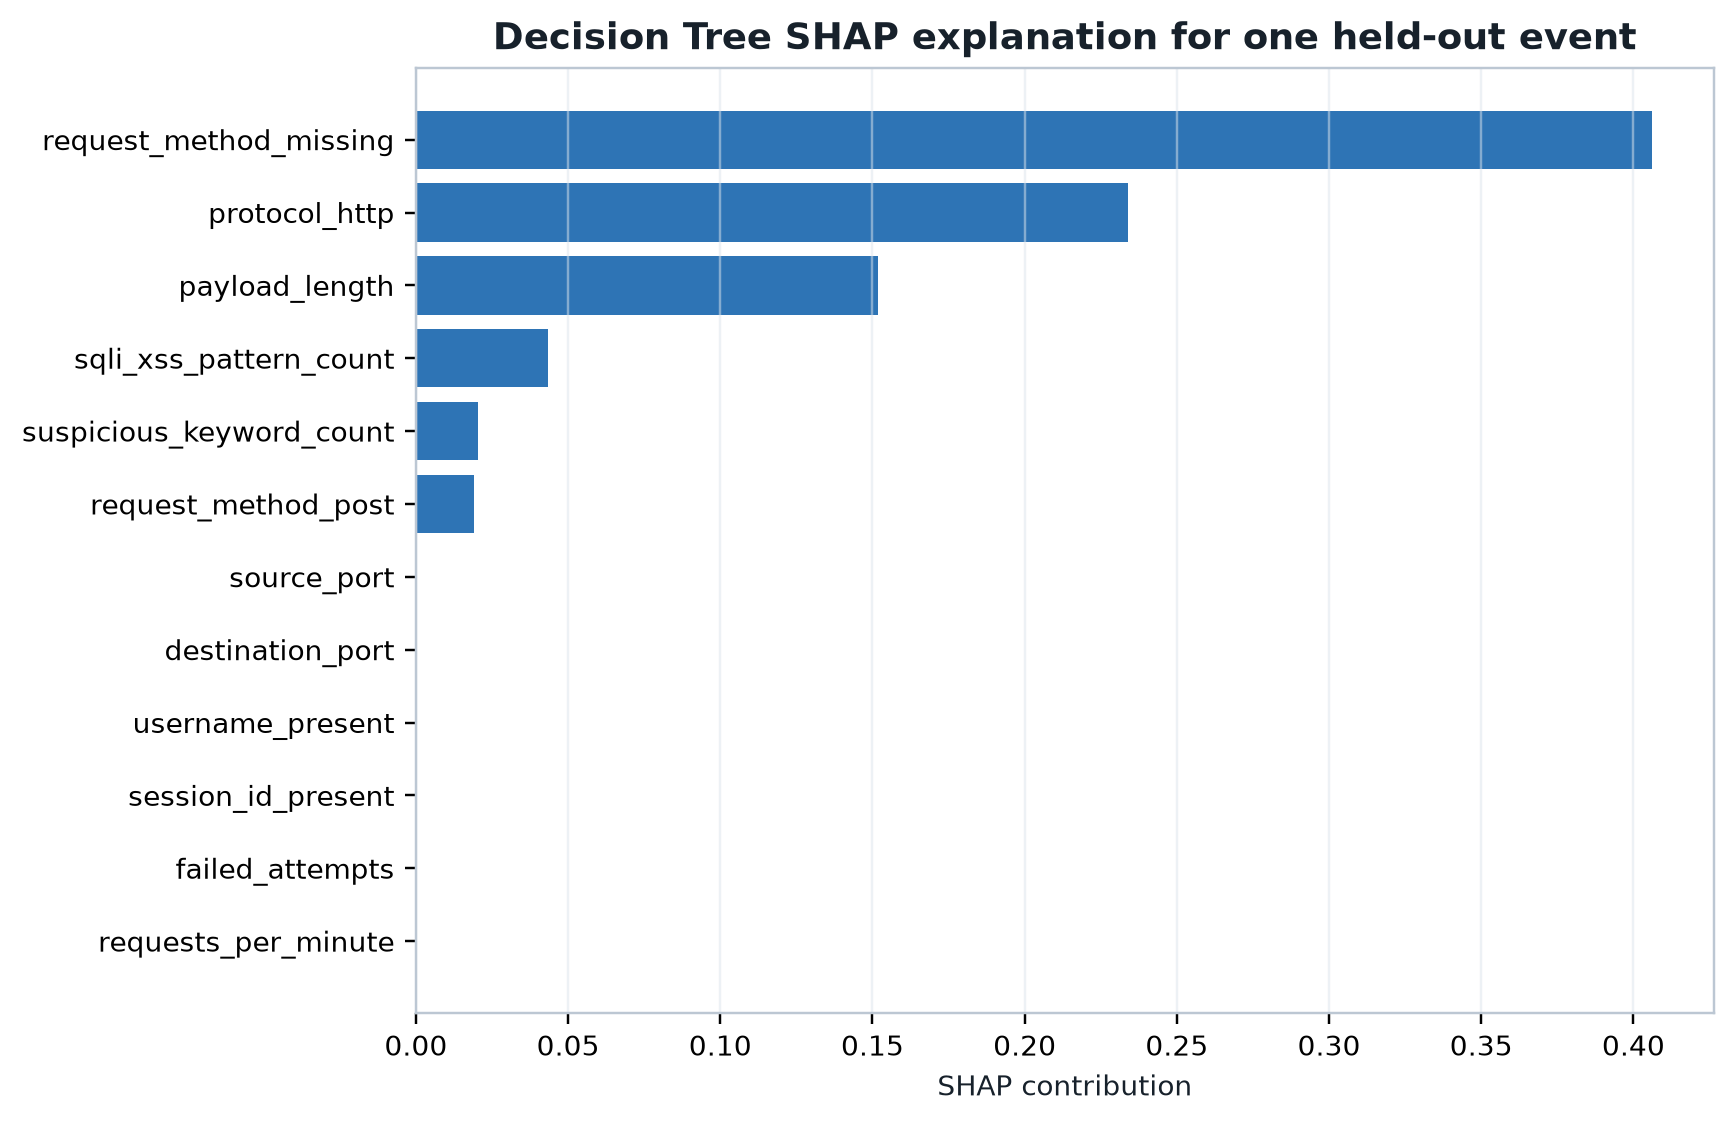 Decision Tree SHAP explanation for one held-out event
request_method_missing
protocol_http
payload_length
sqli_xss_pattern_count
suspicious_keyword_count
request_method_post
source_port
destination_port
username_present
session_id_present
failed_attempts
requests_per_minute
0.00 0.05 0.10 0.15 0.20 0.25 0.30 0.35 0.40
SHAP contribution